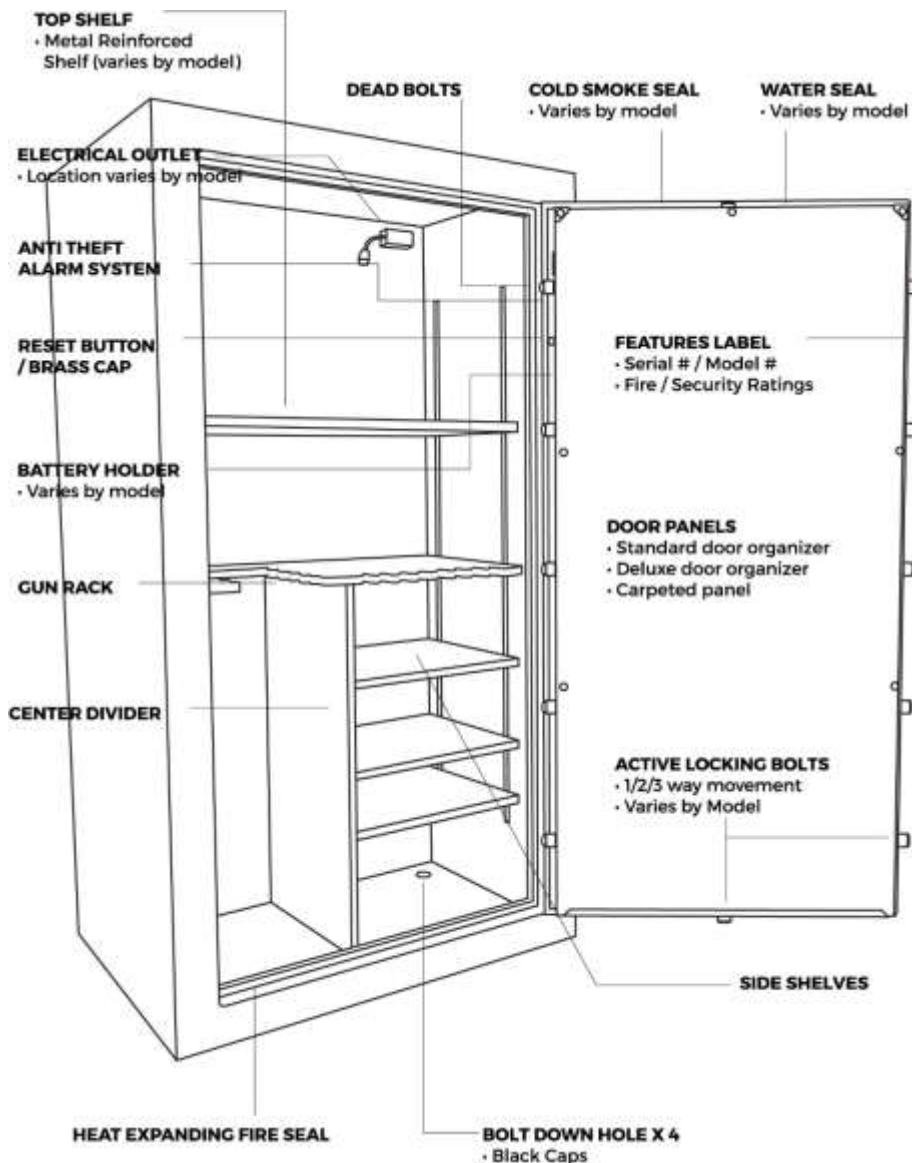 TOP SHELF
• Metal Reinforced
Shelf (varies by model)
DEAD BOLTS
COLD SMOKE SEAL
• Varies by model
WATER SEAL
• Varies by model
ELECTRICAL OUTLET
• Location varies by model
ANTI THEFT
ALARM SYSTEM
RESET BUTTON
/ BRASS CAP
FEATURES LABEL
• Serial # / Model #
• Fire / Security Ratings
BATTERY HOLDER
• Varies by model
DOOR PANELS
• Standard door organizer
• Deluxe door organizer
• Carpeted panel
GUN RACK
CENTER DIVIDER
ACTIVE LOCKING BOLTS
• 1/2/3 way movement
• Varies by Model
SIDE SHELVES
HEAT EXPANDING FIRE SEAL
BOLT DOWN HOLE X 4
• Black Caps